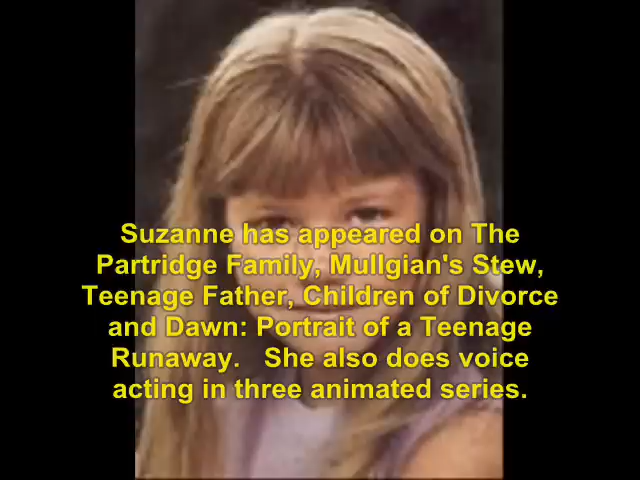 Suzanne has appeared on The
Partridge Family, Mullgian's Stew,
Teenage Father, Children of Divorce
and Dawn: Portrait of a Teenage
Runaway.   She also does voice
acting in three animated series.